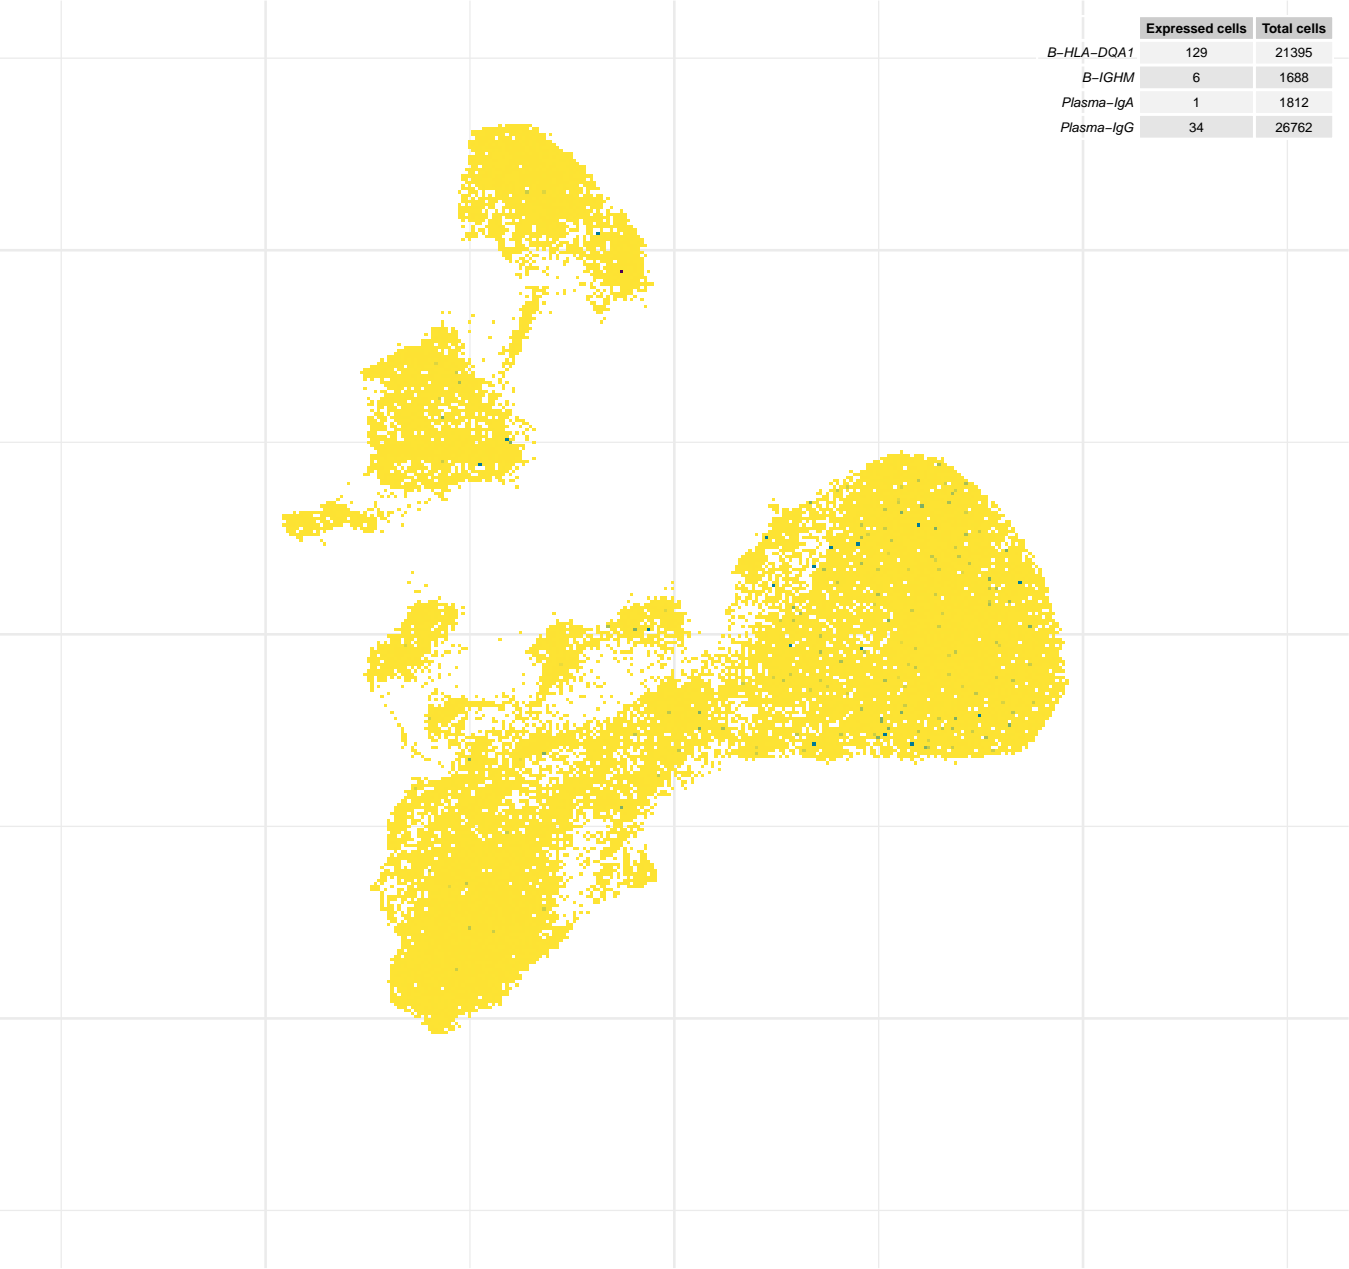 Expressed cells Total cells
B−HLA−DQA1 129 21395
B−IGHM 6 1688
Plasma−IgA 1 1812
Plasma−IgG 34 26762